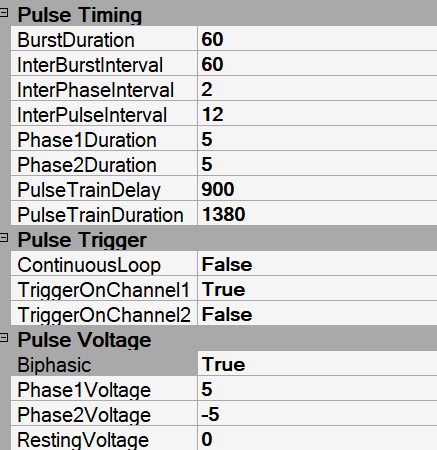 Pulse Timing
BurstDuration 60
InterBurstInterval 60
InterPhaseInterval 2
InterPulseInterval 12
Phase1Duration 5
Phase2Duration 5
PulseTrainDelay 900
PulseTrainDuration 1380
Pulse Trigger
ContinuousLoop False
TriggerOnChannel1 True
TriggerOnChannel2 False
Pulse Voltage
Biphasic True
Phase1Voltage 5
Phase2Voltage -5
RestingVoltage 0